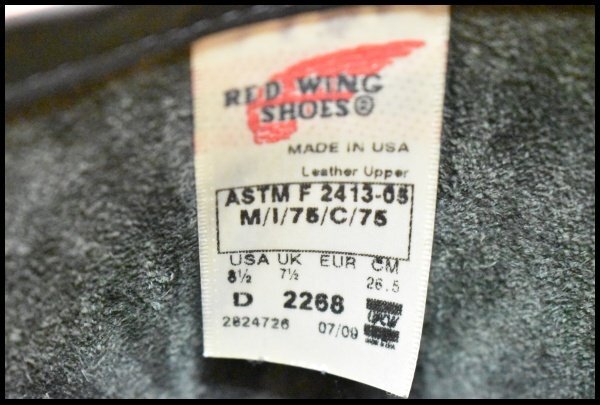 RED WING
SHOES®
MADE IN USA
Leather Upper
ASTM F 2413-05
M/I/75/C/75
USA UK EUR CM
8½ 7½ 26.5
D 2268
2824726 07/09